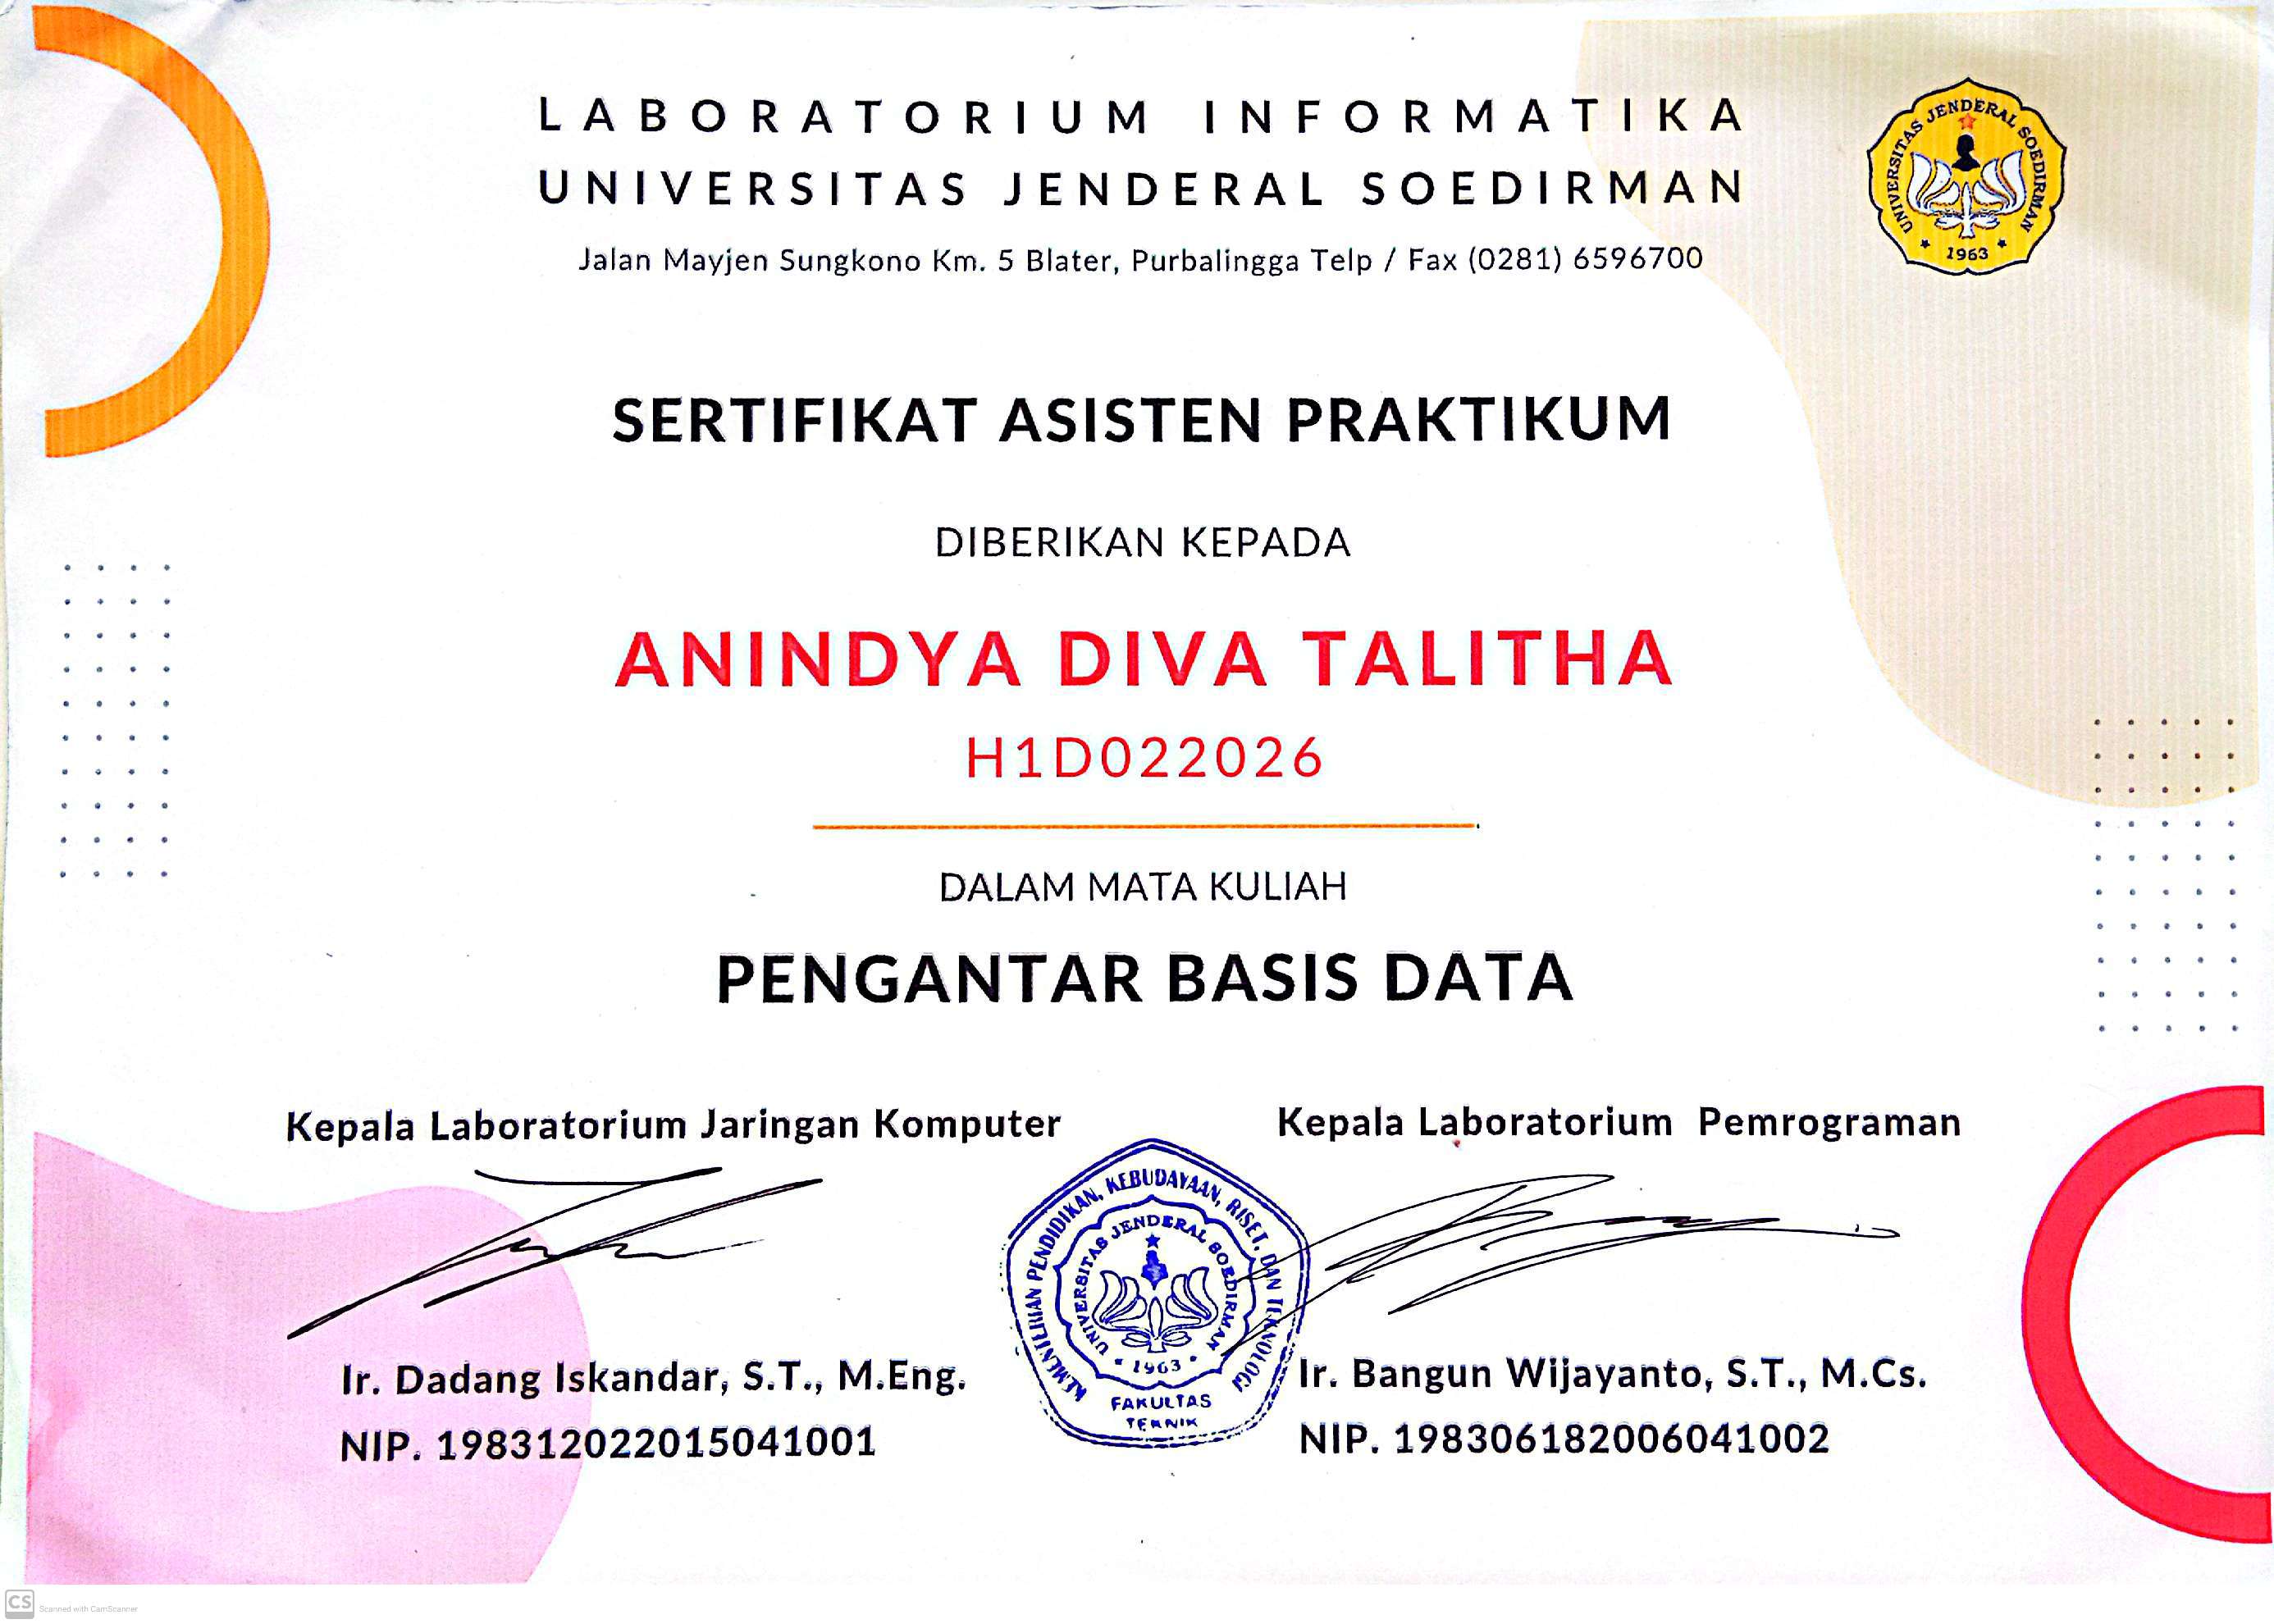 LABORATORIUM INFORMATIKA
UNIVERSITAS JENDERAL SOEDIRMAN
Jalan Mayjen Sungkono Km. 5 Blater, Purbalingga Telp / Fax (0281) 6596700
UNIVERSITAS JENDERAL SOEDIRMAN
1963
SERTIFIKAT ASISTEN PRAKTIKUM
DIBERIKAN KEPADA
ANINDYA DIVA TALITHA
H1D022026
DALAM MATA KULIAH
PENGANTAR BASIS DATA
Kepala Laboratorium Jaringan Komputer
Ir. Dadang Iskandar, S.T., M.Eng.
NIP. 198312022015041001
KEMENTERIAN PENDIDIKAN, KEBUDAYAAN, RISET, DAN TEKNOLOGI
UNIVERSITAS JENDERAL SOEDIRMAN
1963
FAKULTAS
TEKNIK
Kepala Laboratorium Pemrograman
Ir. Bangun Wijayanto, S.T., M.Cs.
NIP. 198306182006041002
CS Scanned with CamScanner